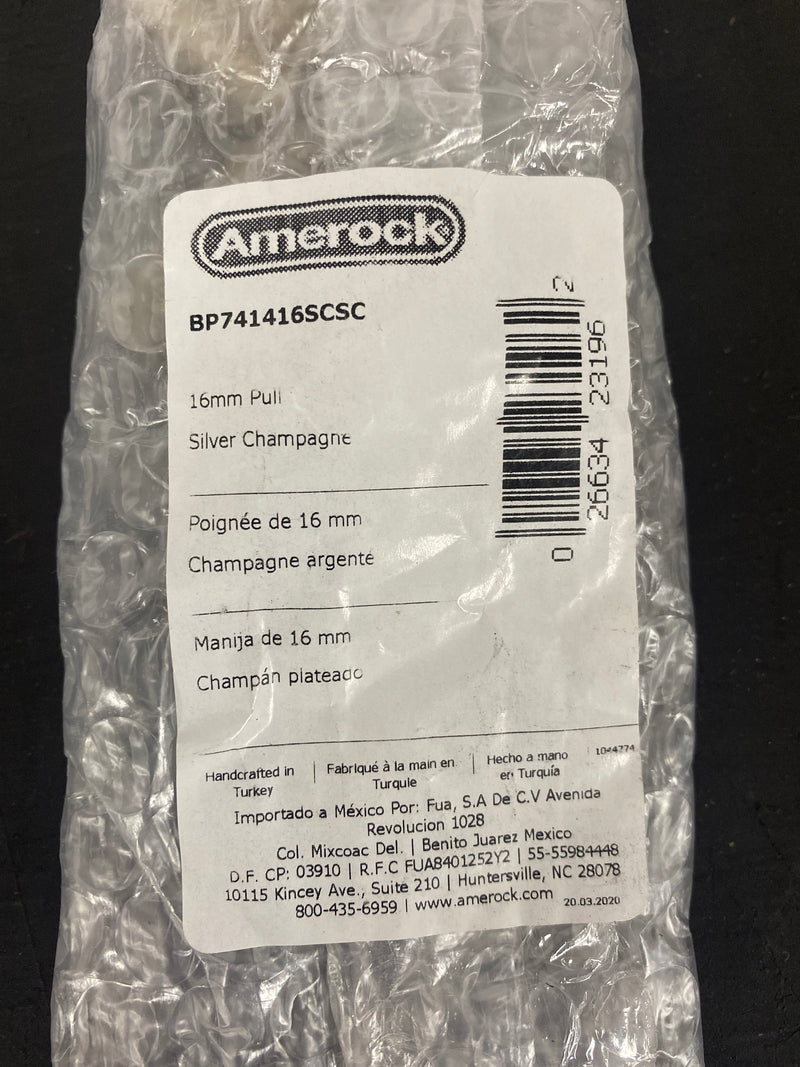 Amerock
BP741416SCSC
16mm Pull
Silver Champagne
Poignée de 16 mm
Champagne argenté
Manija de 16 mm
Champán plateado
0 26634 23196 2
Handcrafted in Turkey
Fabriqué à la main en Turquie
Hecho a mano en Turquía
1044774
Importado a México Por: Fua, S.A De C.V Avenida
Revolucion 1028
Col. Mixcoac Del. | Benito Juarez Mexico
D.F. CP: 03910 | R.F.C FUA8401252Y2 | 55-55984448
10115 Kincey Ave., Suite 210 | Huntersville, NC 28078
800-435-6959 | www.amerock.com 20.03.2020